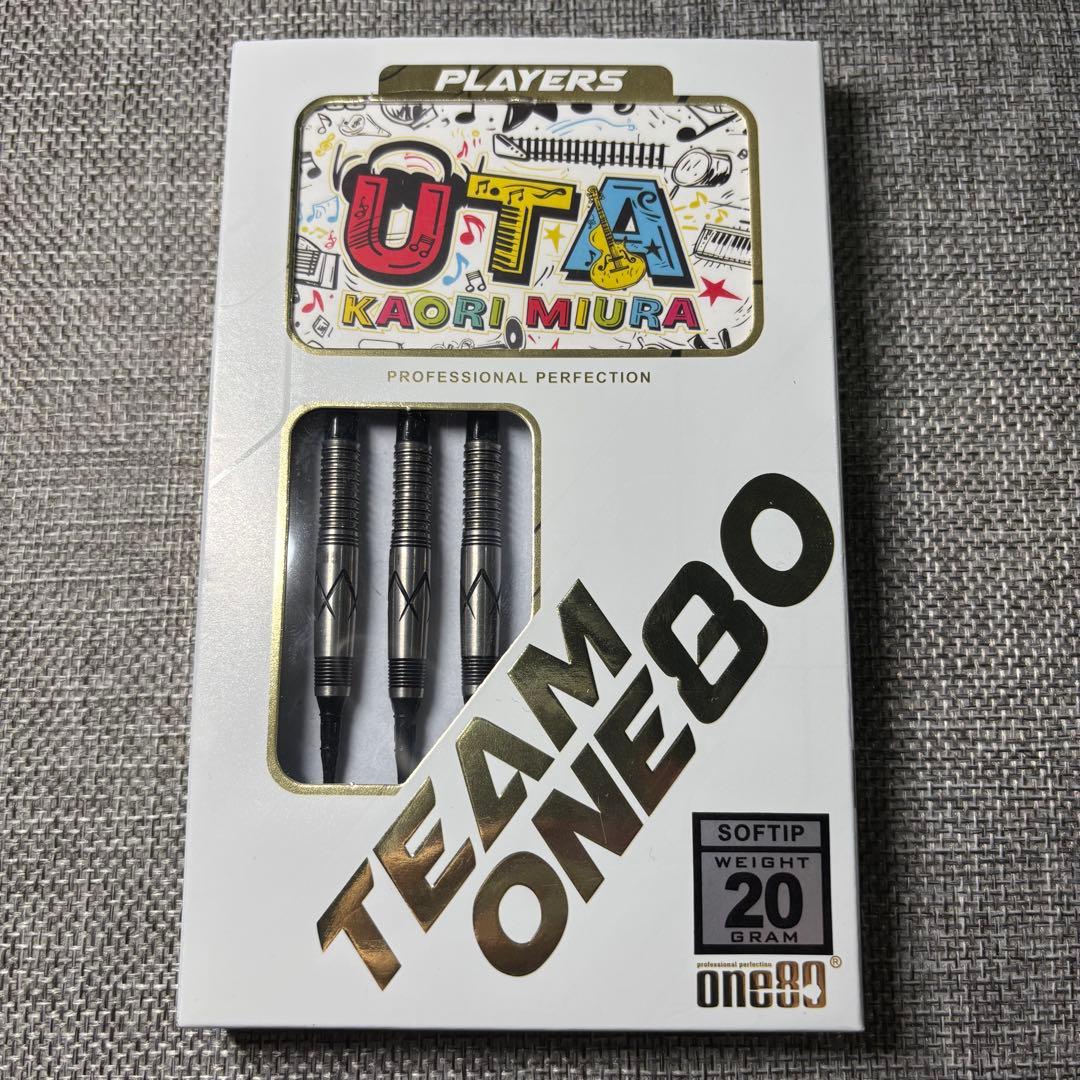 PLAYERS
UTA
KAORI MIURA
PROFESSIONAL PERFECTION
TEAM
ONE80
SOFTIP
WEIGHT
20
GRAM
professional perfection
one80®